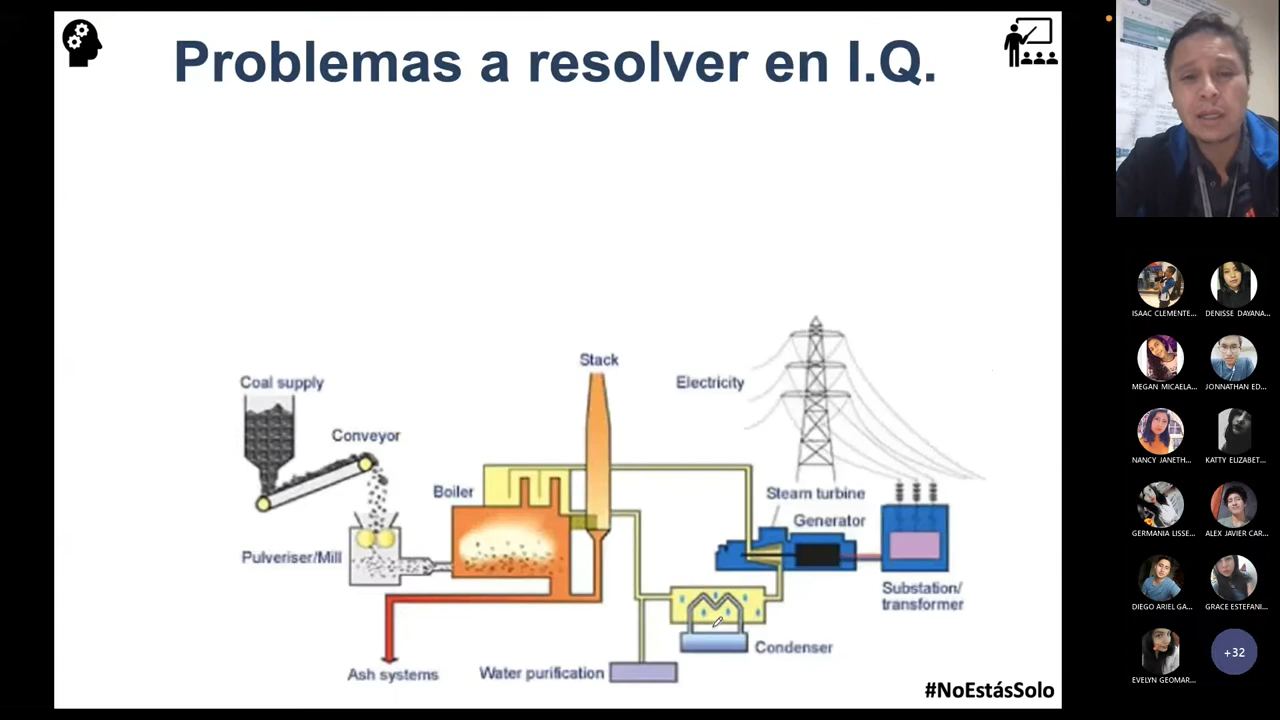 Problemas a resolver en I.Q.
Stack
Coal supply
Electricity
Conveyor
Boiler
Steam turbine
Generator
Pulveriser/Mill
Substation/
transformer
Condenser
Ash systems
Water purification
#NoEstásSolo
ISAAC CLEMENTE...
DENISSE DAYANA...
MEGAN MICAELA...
JONNATHAN ED...
NANCY JANETH...
KATTY ELIZABET...
GERMANIA LISSE...
ALEX JAVIER CAR...
DIEGO ARIEL GA...
GRACE ESTEFANI...
EVELYN GEOMAR...
+32